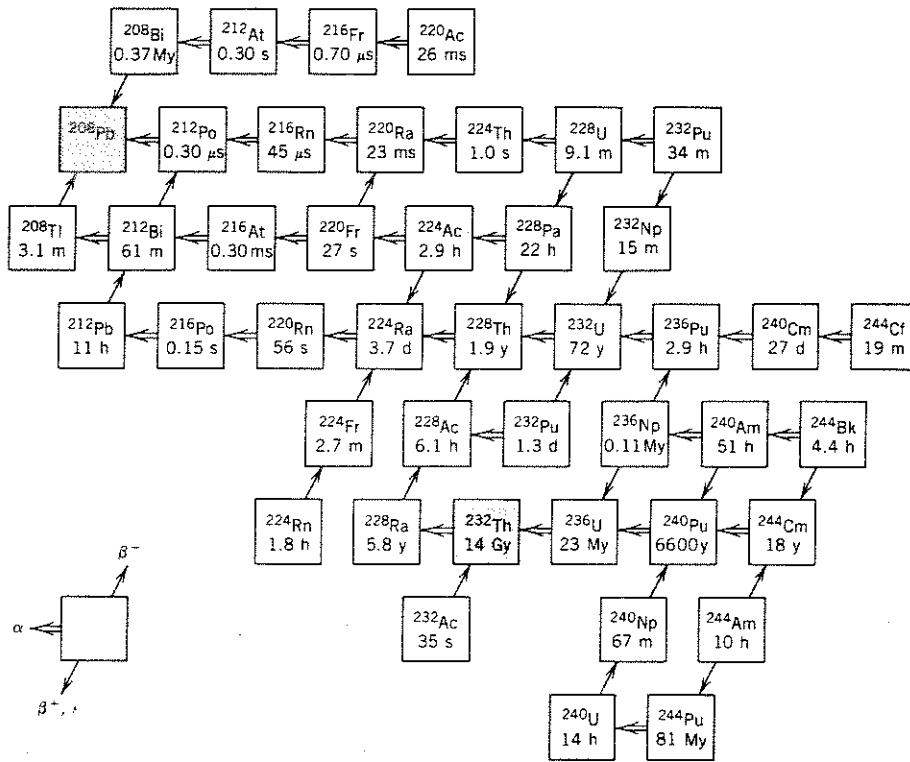 208Bi 212At 216Fr 220Ac
0.37My 0.30 s 0.70 μs 26 ms
208Pb 212Po 216Rn 220Ra 224Th 228U 232Pu
0.30 μs 45 μs 23 ms 1.0 s 9.1 m 34 m
208Tl 212Bi 216At 220Fr 224Ac 228Pa 232Np
3.1 m 61 m 0.30 ms 27 s 2.9 h 22 h 15 m
212Pb 216Po 220Rn 224Ra 228Th 232U 236Pu 240Cm 244Cf
11 h 0.15 s 56 s 3.7 d 1.9 y 72 y 2.9 h 27 d 19 m
224Fr 228Ac 232Pu 236Np 240Am 244Bk
2.7 m 6.1 h 1.3 d 0.11My 51 h 4.4 h
224Rn 228Ra 232Th 236U 240Pu 244Cm
1.8 h 5.8 y 14 Gy 23 My 6600y 18 y
β−
α
β+,
232Ac 240Np 244Am
35 s 67 m 10 h
240U 244Pu
14 h 81 My